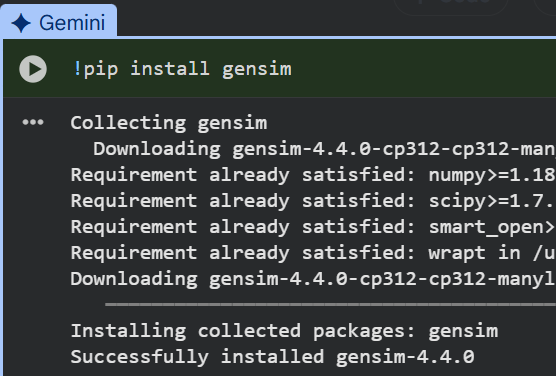 Gemini
!pip install gensim
Collecting gensim
Downloading gensim-4.4.0-cp312-cp312-man
Requirement already satisfied: numpy>=1.18
Requirement already satisfied: scipy>=1.7.
Requirement already satisfied: smart_open>
Requirement already satisfied: wrapt in /u
Downloading gensim-4.4.0-cp312-cp312-manyl
Installing collected packages: gensim
Successfully installed gensim-4.4.0